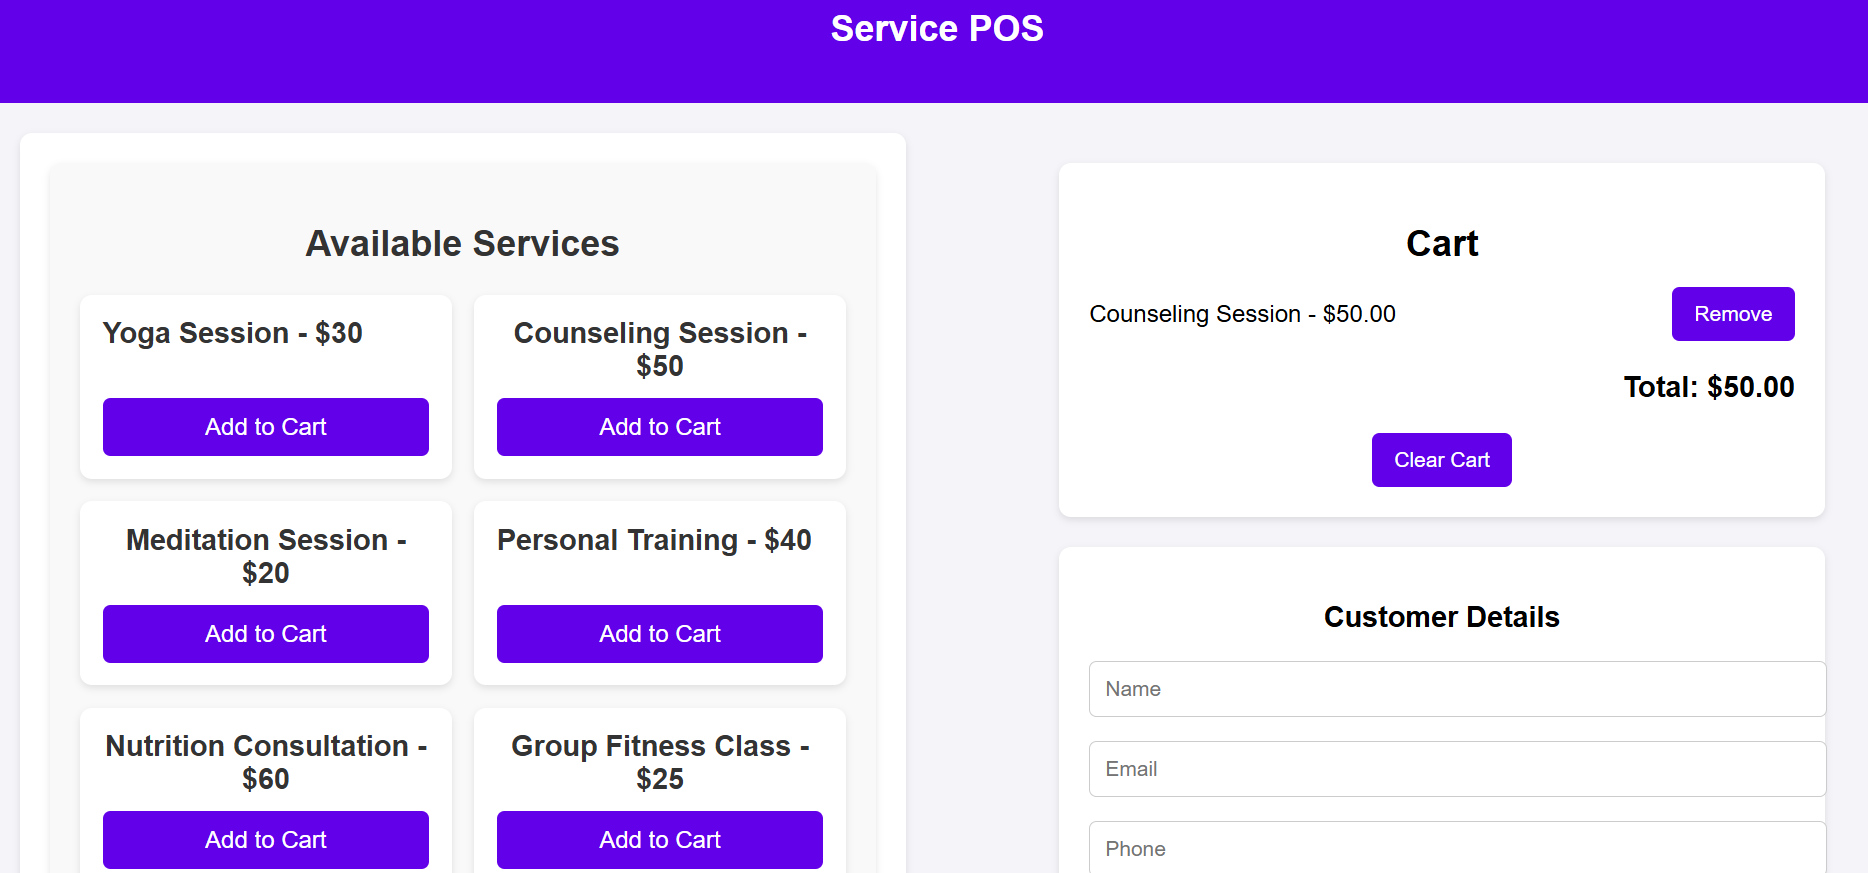 Service POS
Available Services
Yoga Session - $30
Add to Cart
Counseling Session -
$50
Add to Cart
Meditation Session -
$20
Add to Cart
Personal Training - $40
Add to Cart
Nutrition Consultation -
$60
Add to Cart
Group Fitness Class -
$25
Add to Cart
Cart
Counseling Session - $50.00
Remove
Total: $50.00
Clear Cart
Customer Details
Name
Email
Phone